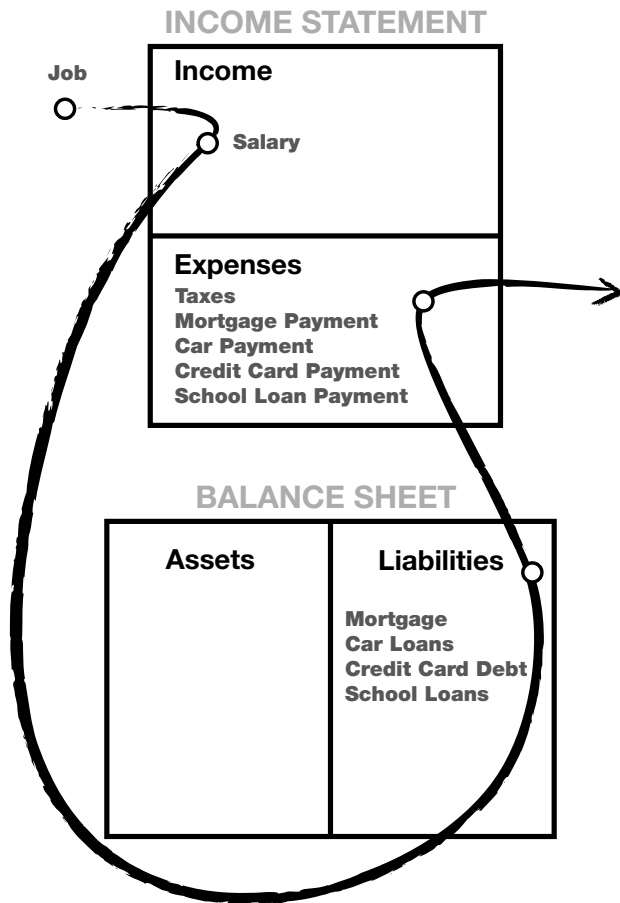 INCOME STATEMENT
Job
Income
Salary
Expenses
Taxes
Mortgage Payment
Car Payment
Credit Card Payment
School Loan Payment
BALANCE SHEET
Assets
Liabilities
Mortgage
Car Loans
Credit Card Debt
School Loans